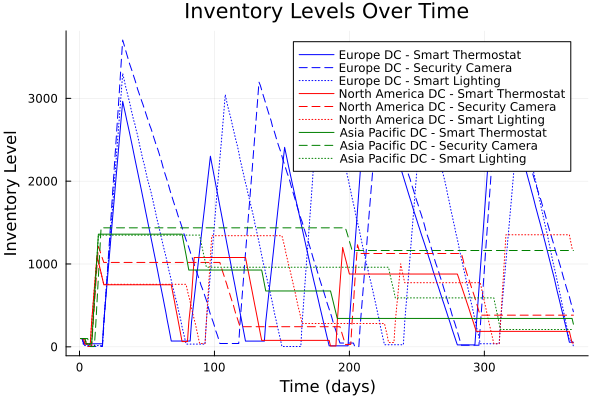 Inventory Levels Over Time
Inventory Level
3000
2000
1000
0
Europe DC - Smart Thermostat
Europe DC - Security Camera
Europe DC - Smart Lighting
North America DC - Smart Thermostat
North America DC - Security Camera
North America DC - Smart Lighting
Asia Pacific DC - Smart Thermostat
Asia Pacific DC - Security Camera
Asia Pacific DC - Smart Lighting
0 100 200 300
Time (days)